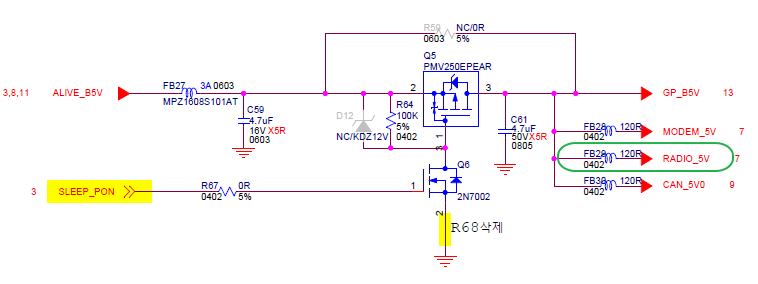 R59 NC/0R
0603 5%
Q5
PMV250EPEAR
FB27 3A 0603
3,8,11 ALIVE_B5V
MPZ1608S101AT
2 3
GP_B5V 13
C59
4.7uF
16V X5R
0603
D12
NC/KDZ12V
R64
100K
5%
0402
1
C61
4.7uF
50V X5R
0805
FB28 120R
0402
MODEM_5V 7
FB29 120R
0402
RADIO_5V 7
FB30 120R
0402
CAN_5V0 9
3
Q6
2N7002
3 SLEEP_PON
R67 0R
0402 5%
1
2
R68삭제